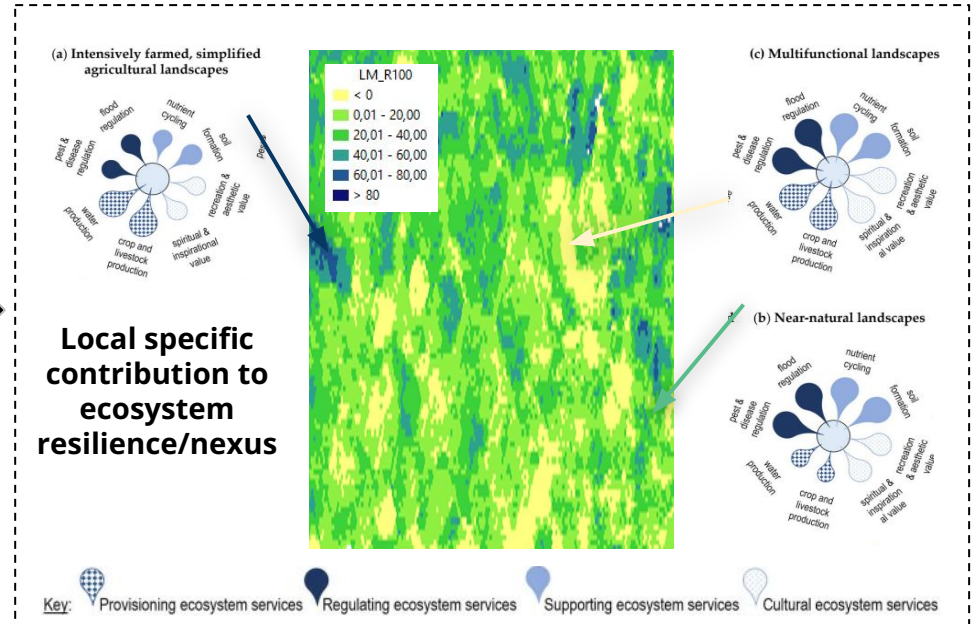 (a) Intensively farmed, simplified
agricultural landscapes
flood
regulation
nutrient
cycling
soil
formation
pest &
disease
regulation
recreation &
aesthetic
value
water
production
crop and
livestock
production
spiritual &
inspirational
value
Local specific
contribution to
ecosystem
resilience/nexus
LM_R100
< 0
0,01 - 20,00
20,01 - 40,00
40,01 - 60,00
60,01 - 80,00
> 80
(c) Multifunctional landscapes
flood
regulation
nutrient
cycling
soil
formation
pest &
disease
regulation
recreation
& aesthetic
value
water
production
crop and
livestock
production
spiritual &
inspiration
al value
d
(b) Near-natural landscapes
flood
regulation
nutrient
cycling
soil
formation
pest &
disease
regulation
recreation
& aesthetic
value
water
production
crop and
livestock
production
spiritual &
inspiration
al value
Key: Provisioning ecosystem services Regulating ecosystem services Supporting ecosystem services Cultural ecosystem services